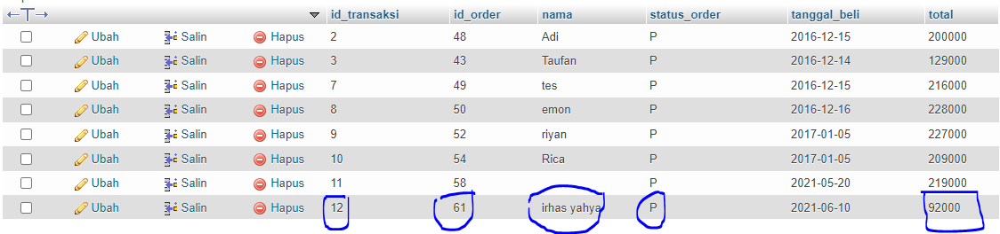 id_transaksi id_order nama status_order tanggal_beli total
Ubah Salin Hapus 2 48 Adi P 2016-12-15 200000
Ubah Salin Hapus 3 43 Taufan P 2016-12-14 129000
Ubah Salin Hapus 7 49 tes P 2016-12-15 216000
Ubah Salin Hapus 8 50 emon P 2016-12-16 228000
Ubah Salin Hapus 9 52 riyan P 2017-01-05 227000
Ubah Salin Hapus 10 54 Rica P 2017-01-05 209000
Ubah Salin Hapus 11 58 P 2021-05-20 219000
Ubah Salin Hapus 12 61 irhas yahya P 2021-06-10 92000